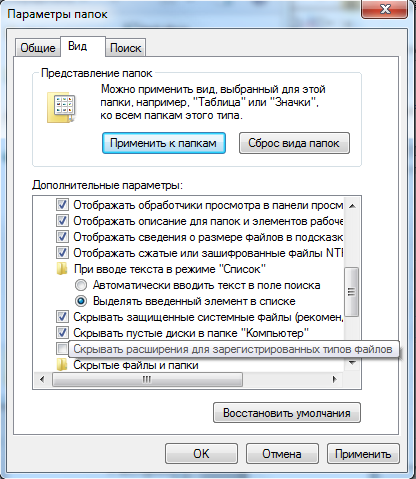 Параметры папок
Общие Вид Поиск
Представление папок
Можно применить вид, выбранный для этой
папки, например, "Таблица" или "Значки",
ко всем папкам этого типа.
Применить к папкам Сброс вида папок
Дополнительные параметры:
Отображать обработчики просмотра в панели просм
Отображать описание для папок и элементов рабоче
Отображать сведения о размере файлов в подсказк
Отображать сжатые или зашифрованные файлы NTI
При вводе текста в режиме "Список"
Автоматически вводить текст в поле поиска
Выделять введенный элемент в списке
Скрывать защищенные системные файлы (рекомен,
Скрывать пустые диски в папке "Компьютер"
Скрывать расширения для зарегистрированных типов файлов
Скрытые файлы и папки
Восстановить умолчания
OK Отмена Применить